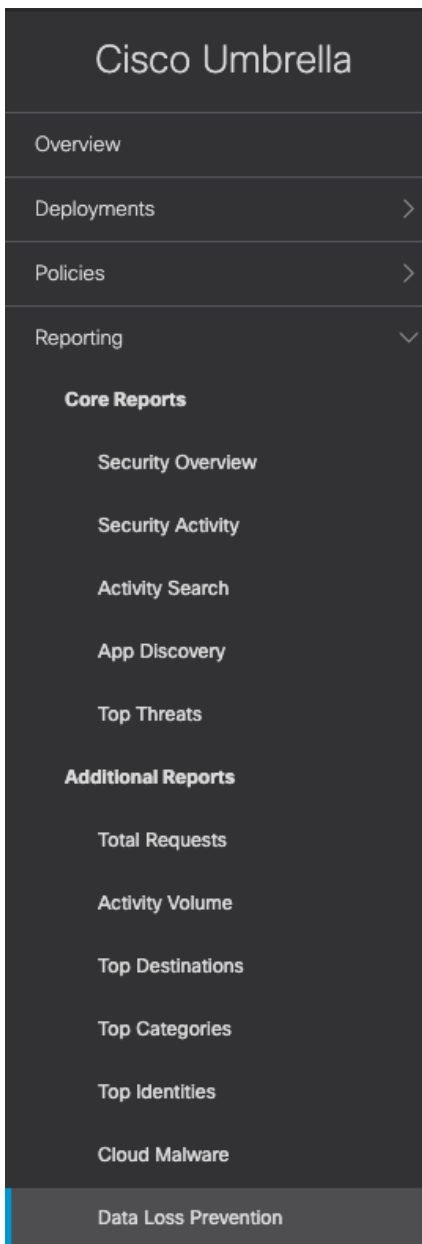 Cisco Umbrella
Overview
Deployments
Policies
Reporting
Core Reports
Security Overview
Security Activity
Activity Search
App Discovery
Top Threats
Additional Reports
Total Requests
Activity Volume
Top Destinations
Top Categories
Top Identities
Cloud Malware
Data Loss Prevention